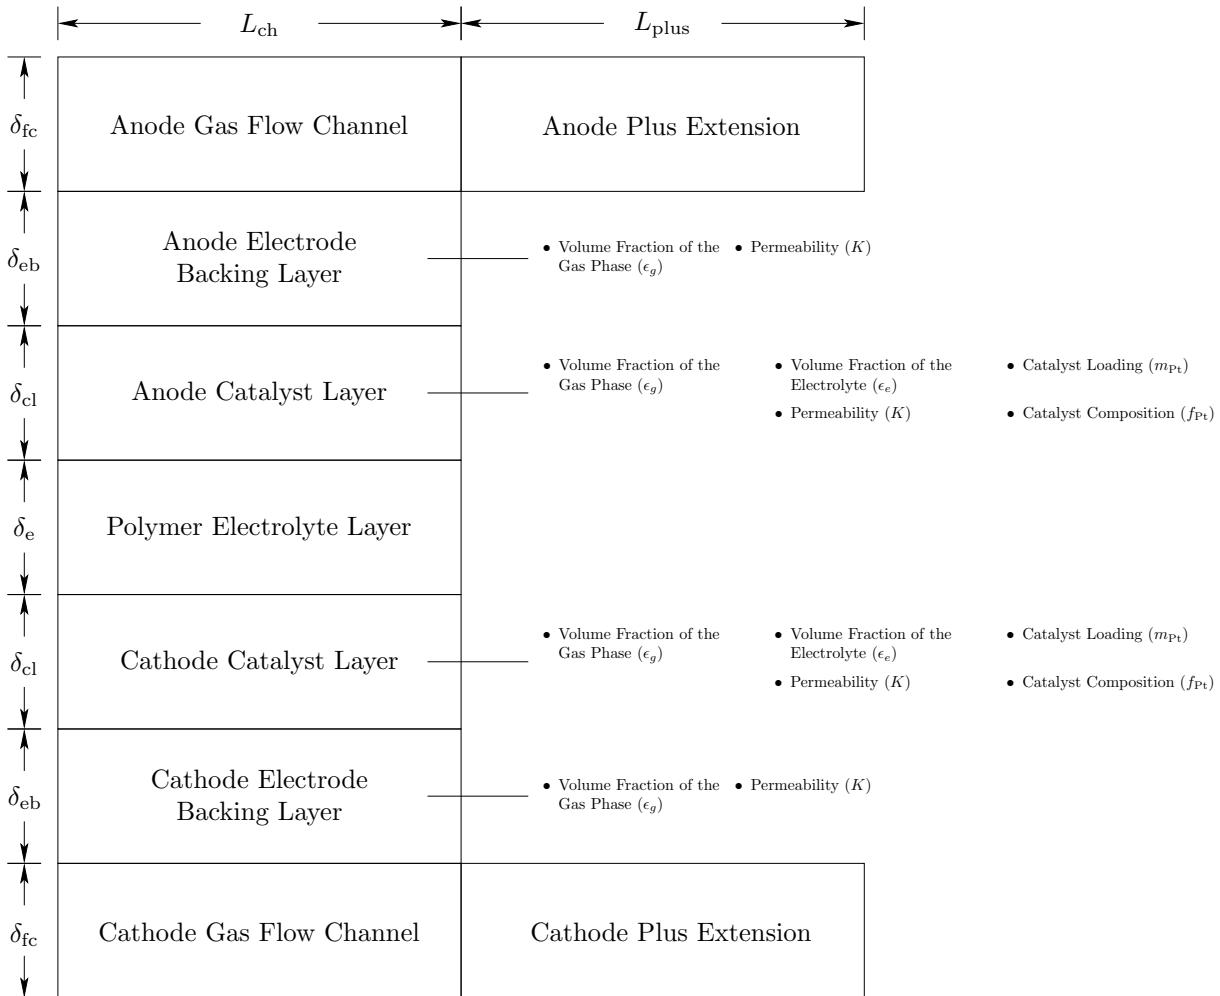 L_ch L_plus
δ_fc Anode Gas Flow Channel Anode Plus Extension
δ_eb Anode Electrode
Backing Layer
• Volume Fraction of the
Gas Phase (ϵ_g)
• Permeability (K)
δ_cl Anode Catalyst Layer
• Volume Fraction of the
Gas Phase (ϵ_g)
• Volume Fraction of the
Electrolyte (ϵ_e)
• Permeability (K)
• Catalyst Loading (m_Pt)
• Catalyst Composition (f_Pt)
δ_e Polymer Electrolyte Layer
δ_cl Cathode Catalyst Layer
• Volume Fraction of the
Gas Phase (ϵ_g)
• Volume Fraction of the
Electrolyte (ϵ_e)
• Permeability (K)
• Catalyst Loading (m_Pt)
• Catalyst Composition (f_Pt)
δ_eb Cathode Electrode
Backing Layer
• Volume Fraction of the
Gas Phase (ϵ_g)
• Permeability (K)
δ_fc Cathode Gas Flow Channel Cathode Plus Extension